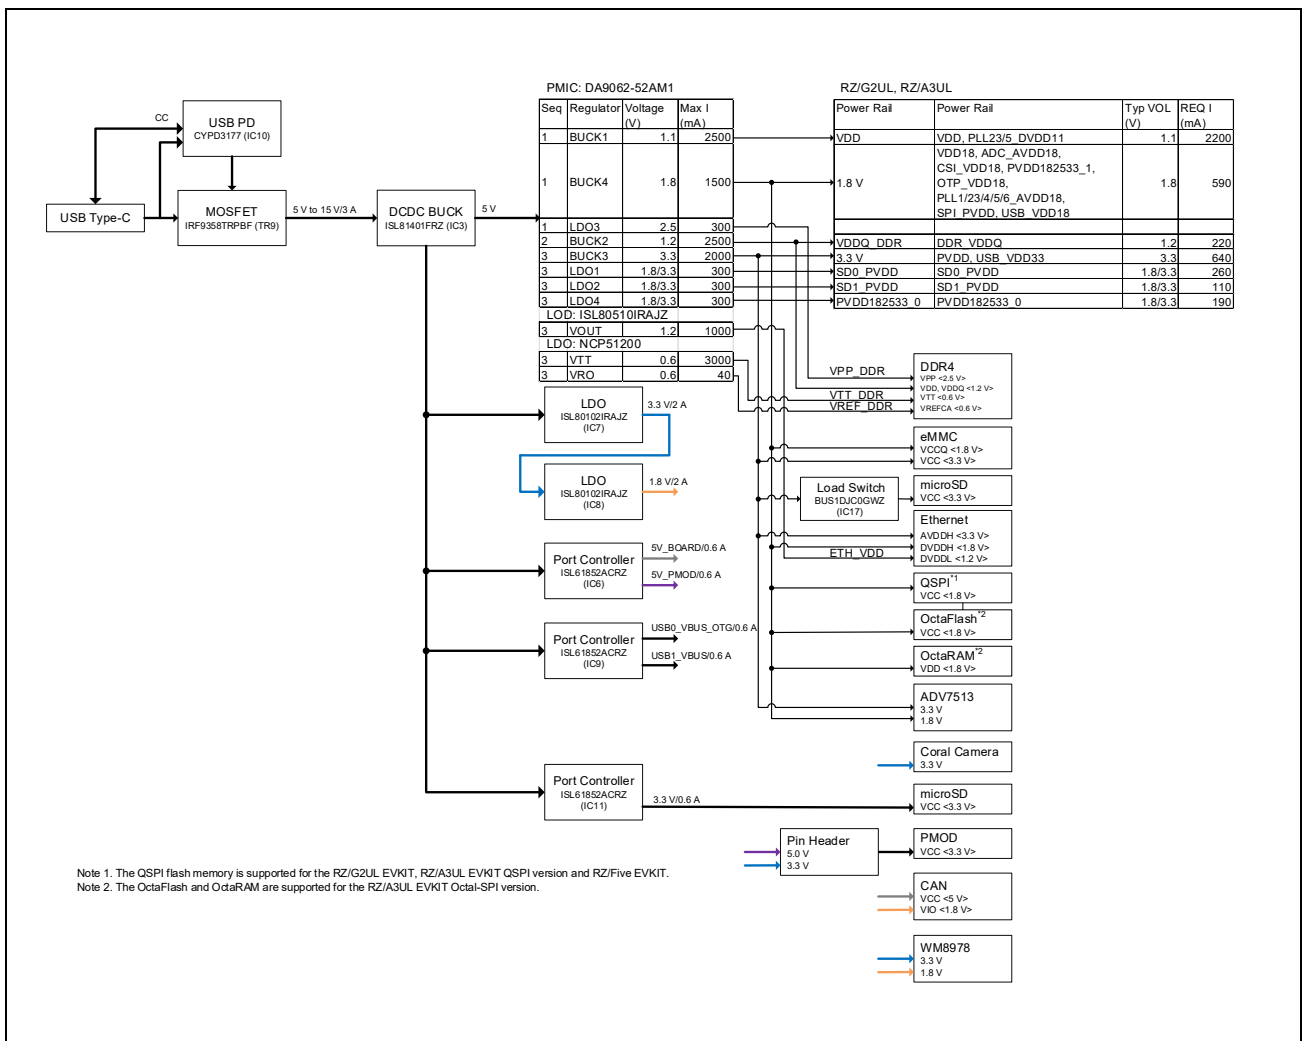 PMIC: DA9062-52AM1
RZ/G2UL, RZ/A3UL
Seq Regulator Voltage (V) Max I (mA)
1 BUCK1 1.1 2500
1 BUCK4 1.8 1500
1 LDO3 2.5 300
2 BUCK2 1.2 2500
3 BUCK3 3.3 2000
3 LDO1 1.8/3.3 300
3 LDO2 1.8/3.3 300
3 LDO4 1.8/3.3 300
LOD: ISL80510IRAJZ
3 VOUT 1.2 1000
LDO: NCP51200
3 VTT 0.6 3000
3 VRO 0.6 40
Power Rail Power Rail Typ VOL (V) REQ I (mA)
VDD VDD, PLL23/5_DVDD11 1.1 2200
1.8 V VDD18, ADC_AVDD18,
CSI_VDD18, PVDD182533_1,
OTP_VDD18,
PLL1/23/4/5/6_AVDD18,
SPI_PVDD, USB_VDD18 1.8 590
VDDQ_DDR DDR_VDDQ 1.2 220
3.3 V PVDD, USB_VDD33 3.3 640
SD0_PVDD SD0_PVDD 1.8/3.3 260
SD1_PVDD SD1_PVDD 1.8/3.3 110
PVDD182533_0 PVDD182533_0 1.8/3.3 190
CC
USB PD
CYPD3177 (IC10)
USB Type-C
MOSFET
IRF9358TRPBF (TR9)
5 V to 15 V/3 A
DCDC BUCK
ISL81401FRZ (IC3)
5 V
LDO
ISL80102IRAJZ
(IC7)
3.3 V/2 A
LDO
ISL80102IRAJZ
(IC8)
1.8 V/2 A
Port Controller
ISL61852ACRZ
(IC6)
5V_BOARD/0.6 A
5V_PMOD/0.6 A
Port Controller
ISL61852ACRZ
(IC9)
USB0_VBUS_OTG/0.6 A
USB1_VBUS/0.6 A
Port Controller
ISL61852ACRZ
(IC11)
3.3 V/0.6 A
VPP_DDR
VTT_DDR
VREF_DDR
DDR4
VPP <2.5 V>
VDD, VDDQ <1.2 V>
VTT <0.6 V>
VREFCA <0.6 V>
eMMC
VCCQ <1.8 V>
VCC <3.3 V>
Load Switch
BUS1DJC0GWZ
(IC17)
microSD
VCC <3.3 V>
ETH_VDD
Ethernet
AVDDH <3.3 V>
DVDDH <1.8 V>
DVDDL <1.2 V>
QSPI*1
VCC <1.8 V>
OctaFlash*2
VCC <1.8 V>
OctaRAM*2
VDD <1.8 V>
ADV7513
3.3 V
1.8 V
Coral Camera
3.3 V
microSD
VCC <3.3 V>
Pin Header
5.0 V
3.3 V
PMOD
VCC <3.3 V>
CAN
VCC <5 V>
VIO <1.8 V>
WM8978
3.3 V
1.8 V
Note 1. The QSPI flash memory is supported for the RZ/G2UL EVKIT, RZ/A3UL EVKIT QSPI version and RZ/Five EVKIT.
Note 2. The OctaFlash and OctaRAM are supported for the RZ/A3UL EVKIT Octal-SPI version.